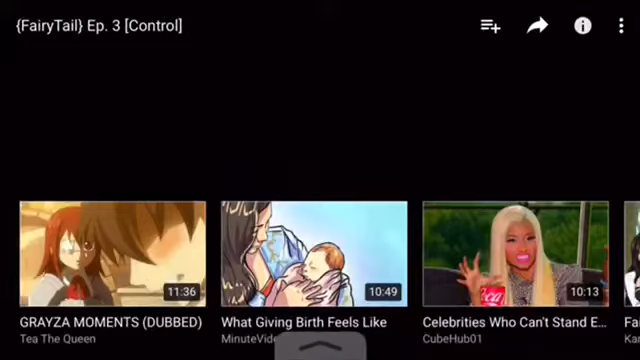 {FairyTail} Ep. 3 [Control]
11:36
10:49
10:13
GRAYZA MOMENTS (DUBBED)
What Giving Birth Feels Like
Celebrities Who Can't Stand E...
Tea The Queen
CubeHub01